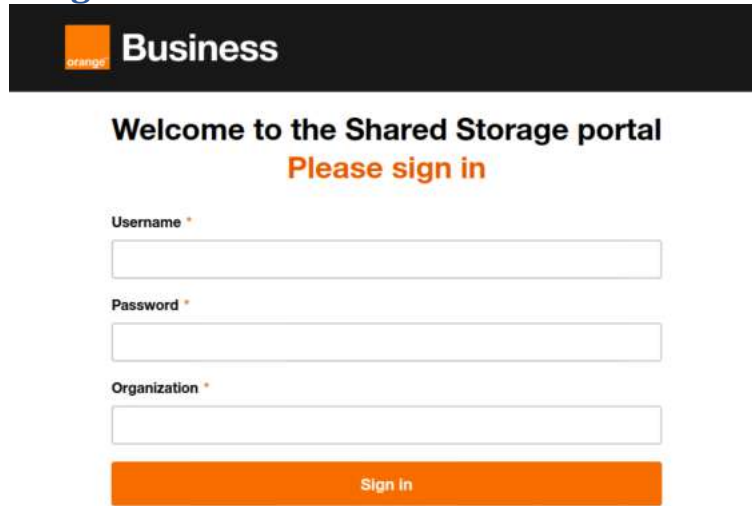 orange Business
Welcome to the Shared Storage portal
Please sign in
Username *
Password *
Organization *
Sign in